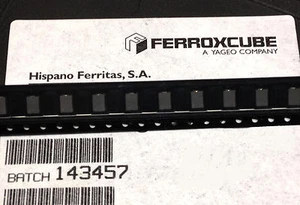 FERROXCUBE
A YAGEO COMPANY
Hispano Ferritas, S.A.
BATCH 143457